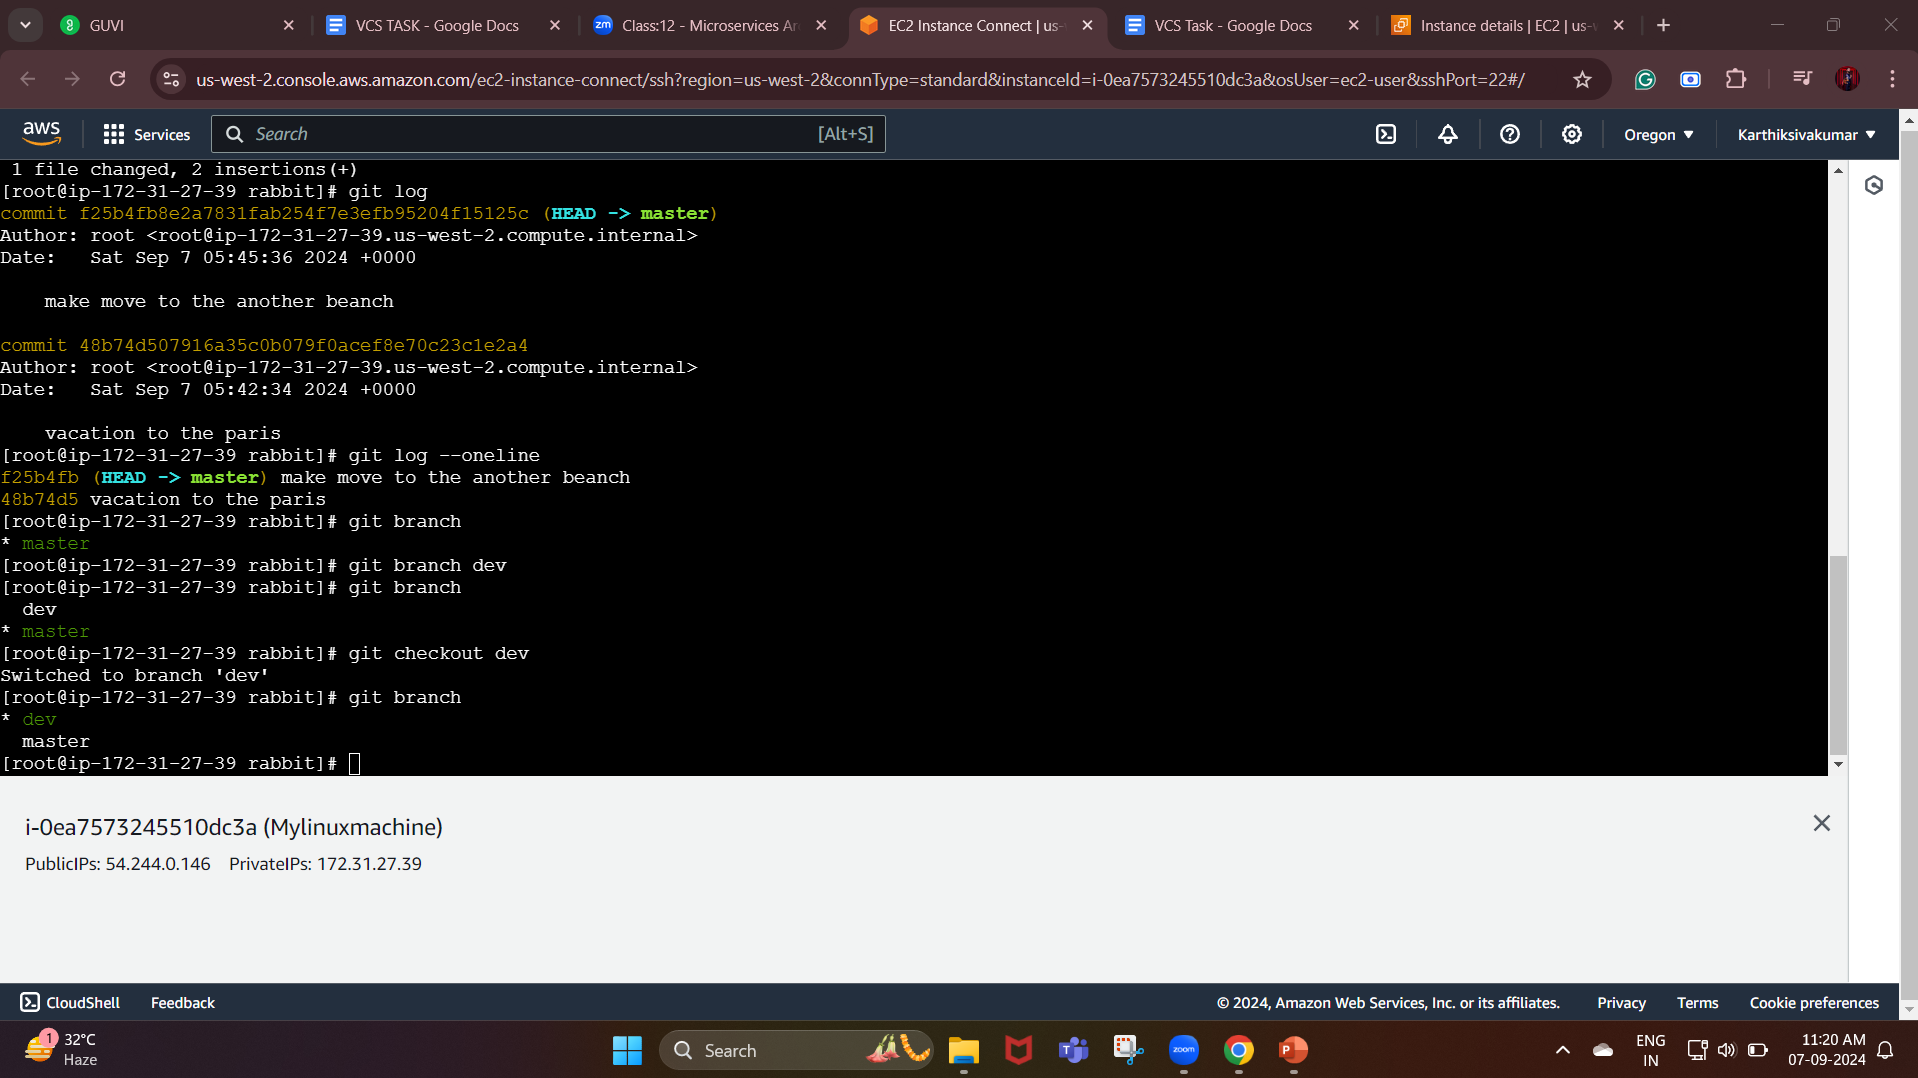 GUVI
VCS TASK - Google Docs
Class:12 - Microservices Ar
EC2 Instance Connect | us-
VCS Task - Google Docs
Instance details | EC2 | us-
us-west-2.console.aws.amazon.com/ec2-instance-connect/ssh?region=us-west-2&connType=standard&instanceId=i-0ea7573245510dc3a&osUser=ec2-user&sshPort=22#/
aws
Services
Search
[Alt+S]
Oregon
Karthiksivakumar
1 file changed, 2 insertions(+)
[root@ip-172-31-27-39 rabbit]# git log
commit f25b4fb8e2a7831fab254f7e3efb95204f15125c (HEAD -> master)
Author: root <root@ip-172-31-27-39.us-west-2.compute.internal>
Date:   Sat Sep 7 05:45:36 2024 +0000
make move to the another beanch
commit 48b74d507916a35c0b079f0acef8e70c23c1e2a4
Author: root <root@ip-172-31-27-39.us-west-2.compute.internal>
Date:   Sat Sep 7 05:42:34 2024 +0000
vacation to the paris
[root@ip-172-31-27-39 rabbit]# git log --oneline
f25b4fb (HEAD -> master) make move to the another beanch
48b74d5 vacation to the paris
[root@ip-172-31-27-39 rabbit]# git branch
* master
[root@ip-172-31-27-39 rabbit]# git branch dev
[root@ip-172-31-27-39 rabbit]# git branch
dev
* master
[root@ip-172-31-27-39 rabbit]# git checkout dev
Switched to branch 'dev'
[root@ip-172-31-27-39 rabbit]# git branch
* dev
master
[root@ip-172-31-27-39 rabbit]#
i-0ea7573245510dc3a (Mylinuxmachine)
PublicIPs: 54.244.0.146 PrivateIPs: 172.31.27.39
CloudShell
Feedback
© 2024, Amazon Web Services, Inc. or its affiliates.
Privacy
Terms
Cookie preferences
1
32°C
Haze
Search
zoom
ENG
IN
11:20 AM
07-09-2024